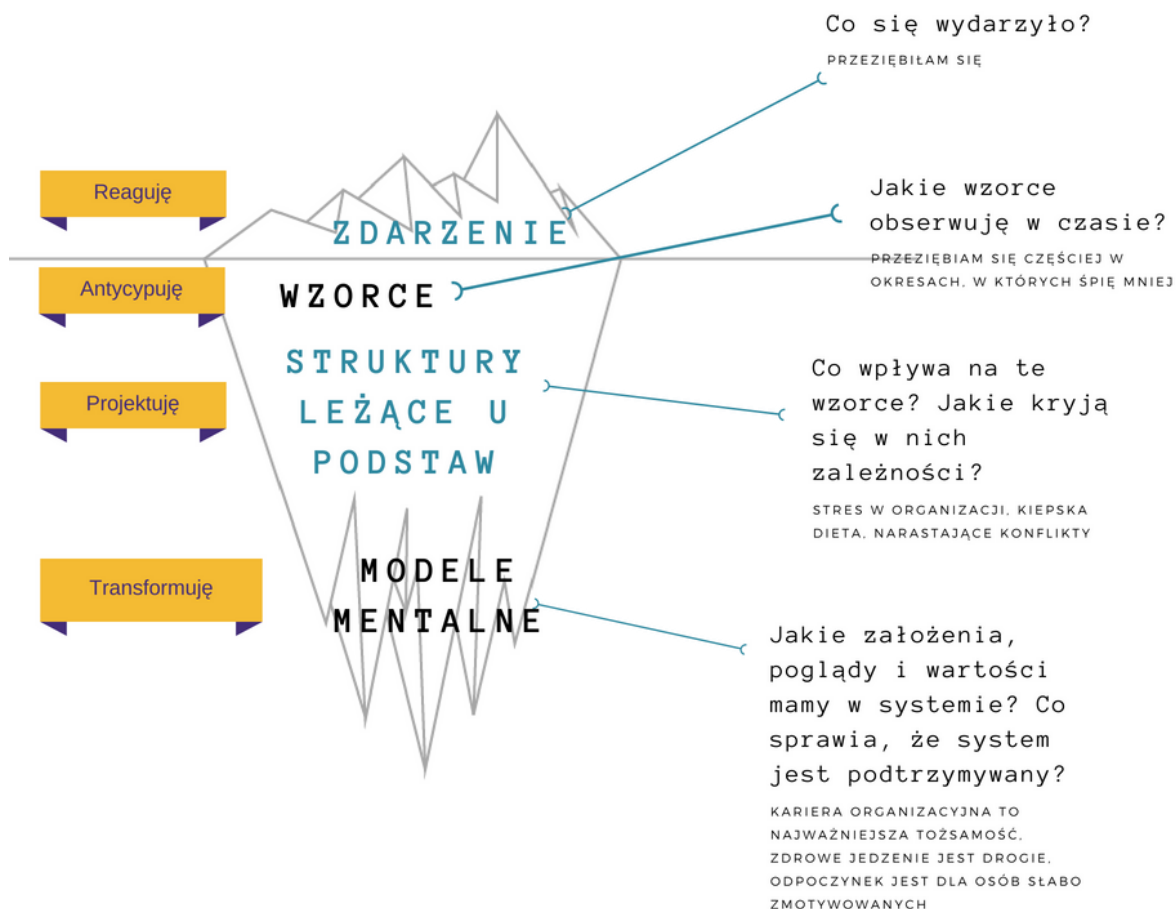 Co się wydarzyło?
PRZEZIĘBIŁAM SIĘ
Reaguję
ZDARZENIE
Jakie wzorce
obserwuję w czasie?
PRZEZIĘBIAM SIĘ CZĘŚCIEJ W
OKRESACH, W KTÓRYCH ŚPIĘ MNIEJ
Antycypuję
WZORCE
Projektuję
STRUKTURY
LEŻĄCE U
PODSTAW
Co wpływa na te
wzorce? Jakie kryją
się w nich
zależności?
STRES W ORGANIZACJI, KIEPSKA
DIETA, NARASTAJĄCE KONFLIKTY
Transformuję
MODELE
MENTALNE
Jakie założenia,
poglądy i wartości
mamy w systemie? Co
sprawia, że system
jest podtrzymywany?
KARIERA ORGANIZACYJNA TO
NAJWAŻNIEJSZA TOŻSAMOŚĆ,
ZDROWE JEDZENIE JEST DROGIE,
ODPOCZYNEK JEST DLA OSÓB SŁABO
ZMOTYWOWANYCH